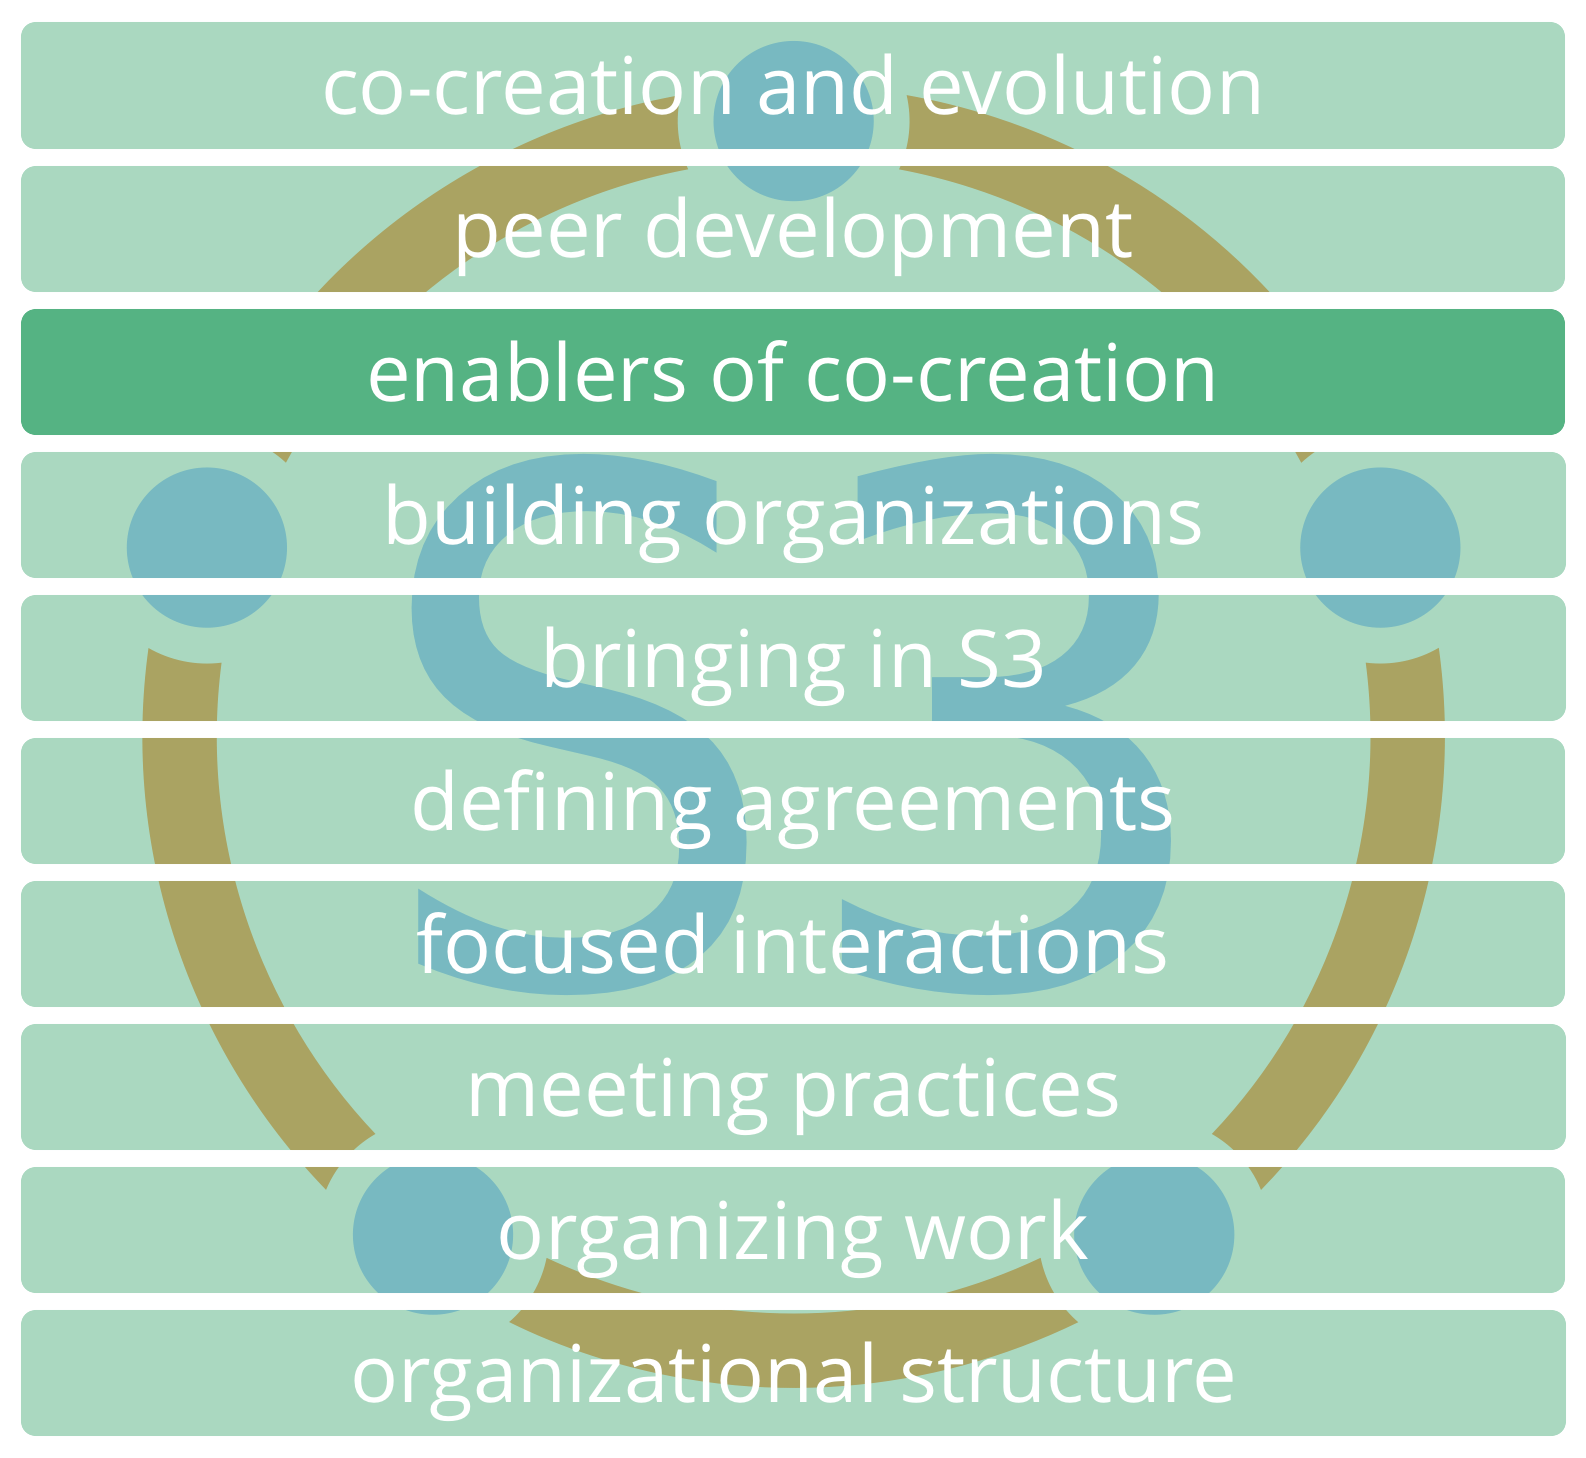 co-creation and evolution
peer development
enablers of co-creation
building organizations
bringing in S3
defining agreements
focused interactions
meeting practices
organizing work
organizational structure
S3